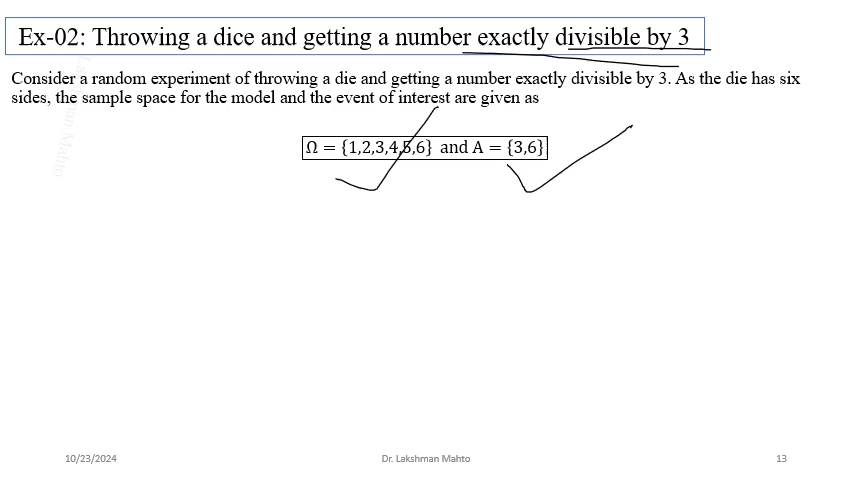 Ex-02: Throwing a dice and getting a number exactly divisible by 3
Consider a random experiment of throwing a die and getting a number exactly divisible by 3. As the die has six
sides, the sample space for the model and the event of interest are given as
Ω = {1,2,3,4,5,6} and A = {3,6}
10/23/2024
Dr. Lakshman Mahto
13